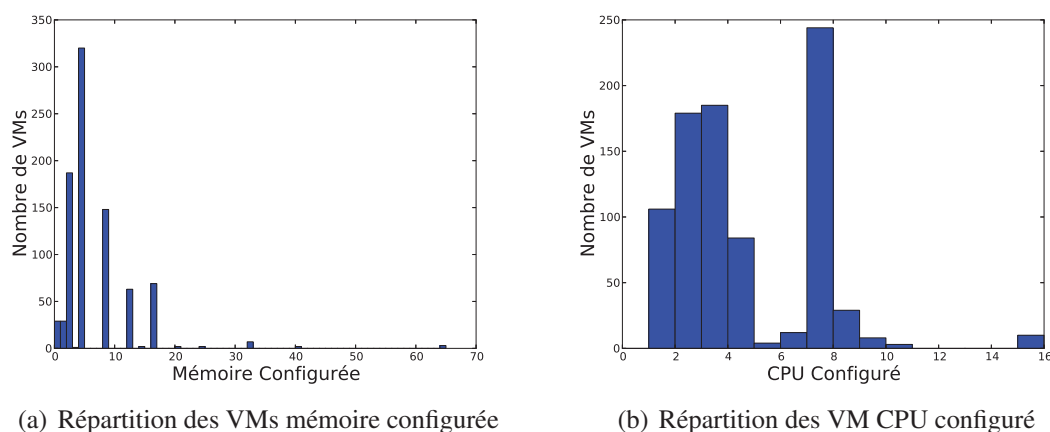 350
300
250
200
150
100
50
0
Nombre de VMs
0 10 20 30 40 50 60 70
Mémoire Configurée
(a) Répartition des VMs mémoire configurée
250
200
150
100
50
0
Nombre de VMs
0 2 4 6 8 10 12 14 16
CPU Configuré
(b) Répartition des VM CPU configuré